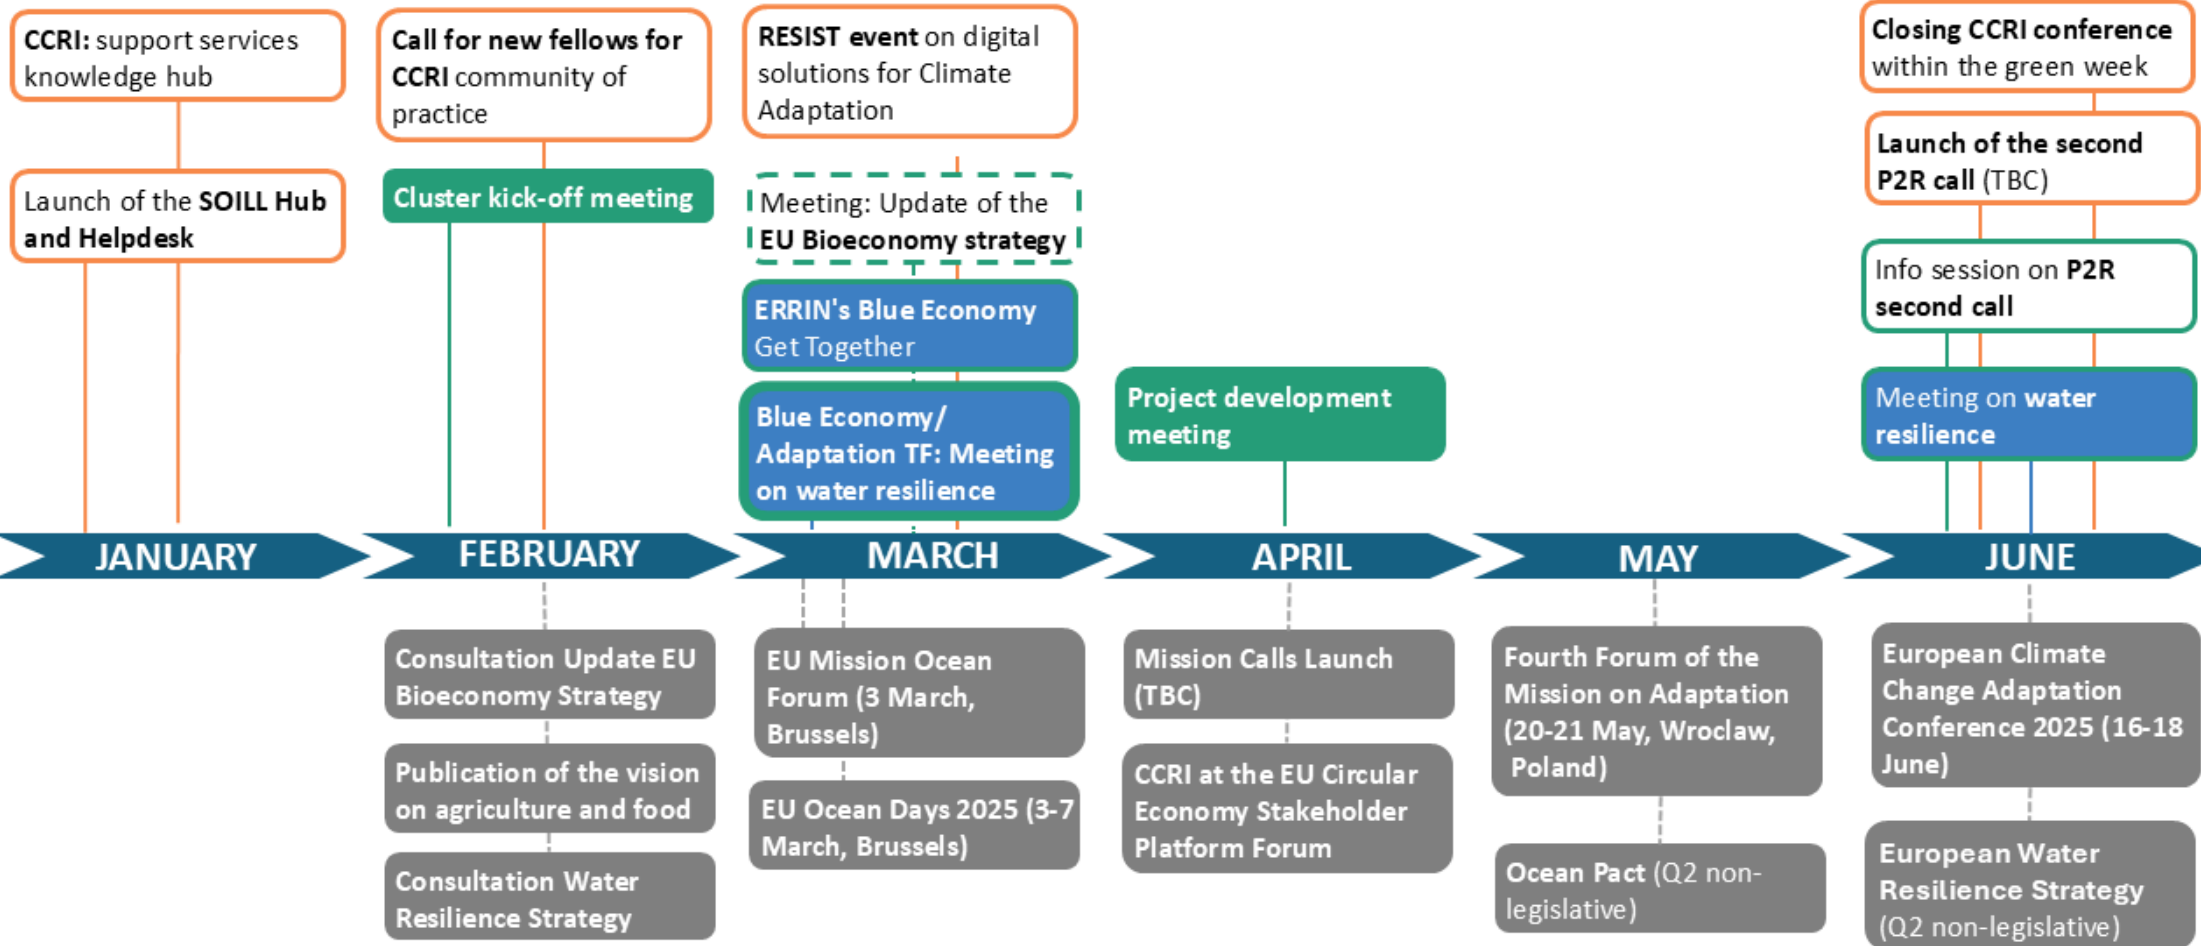 CCRI: support services
knowledge hub
Launch of the SOILL Hub
and Helpdesk
Call for new fellows for
CCRI community of
practice
Cluster kick-off meeting
RESIST event on digital
solutions for Climate
Adaptation
Meeting: Update of the
EU Bioeconomy strategy
ERRIN's Blue Economy
Get Together
Blue Economy/
Adaptation TF: Meeting
on water resilience
Project development
meeting
Closing CCRI conference
within the green week
Launch of the second
P2R call (TBC)
Info session on P2R
second call
Meeting on water
resilience
JANUARY
FEBRUARY
MARCH
APRIL
MAY
JUNE
Consultation Update EU
Bioeconomy Strategy
Publication of the vision
on agriculture and food
Consultation Water
Resilience Strategy
EU Mission Ocean
Forum (3 March,
Brussels)
EU Ocean Days 2025 (3-7
March, Brussels)
Mission Calls Launch
(TBC)
CCRI at the EU Circular
Economy Stakeholder
Platform Forum
Fourth Forum of the
Mission on Adaptation
(20-21 May, Wroclaw,
Poland)
Ocean Pact (Q2 non-
legislative)
European Climate
Change Adaptation
Conference 2025 (16-18
June)
European Water
Resilience Strategy
(Q2 non-legislative)